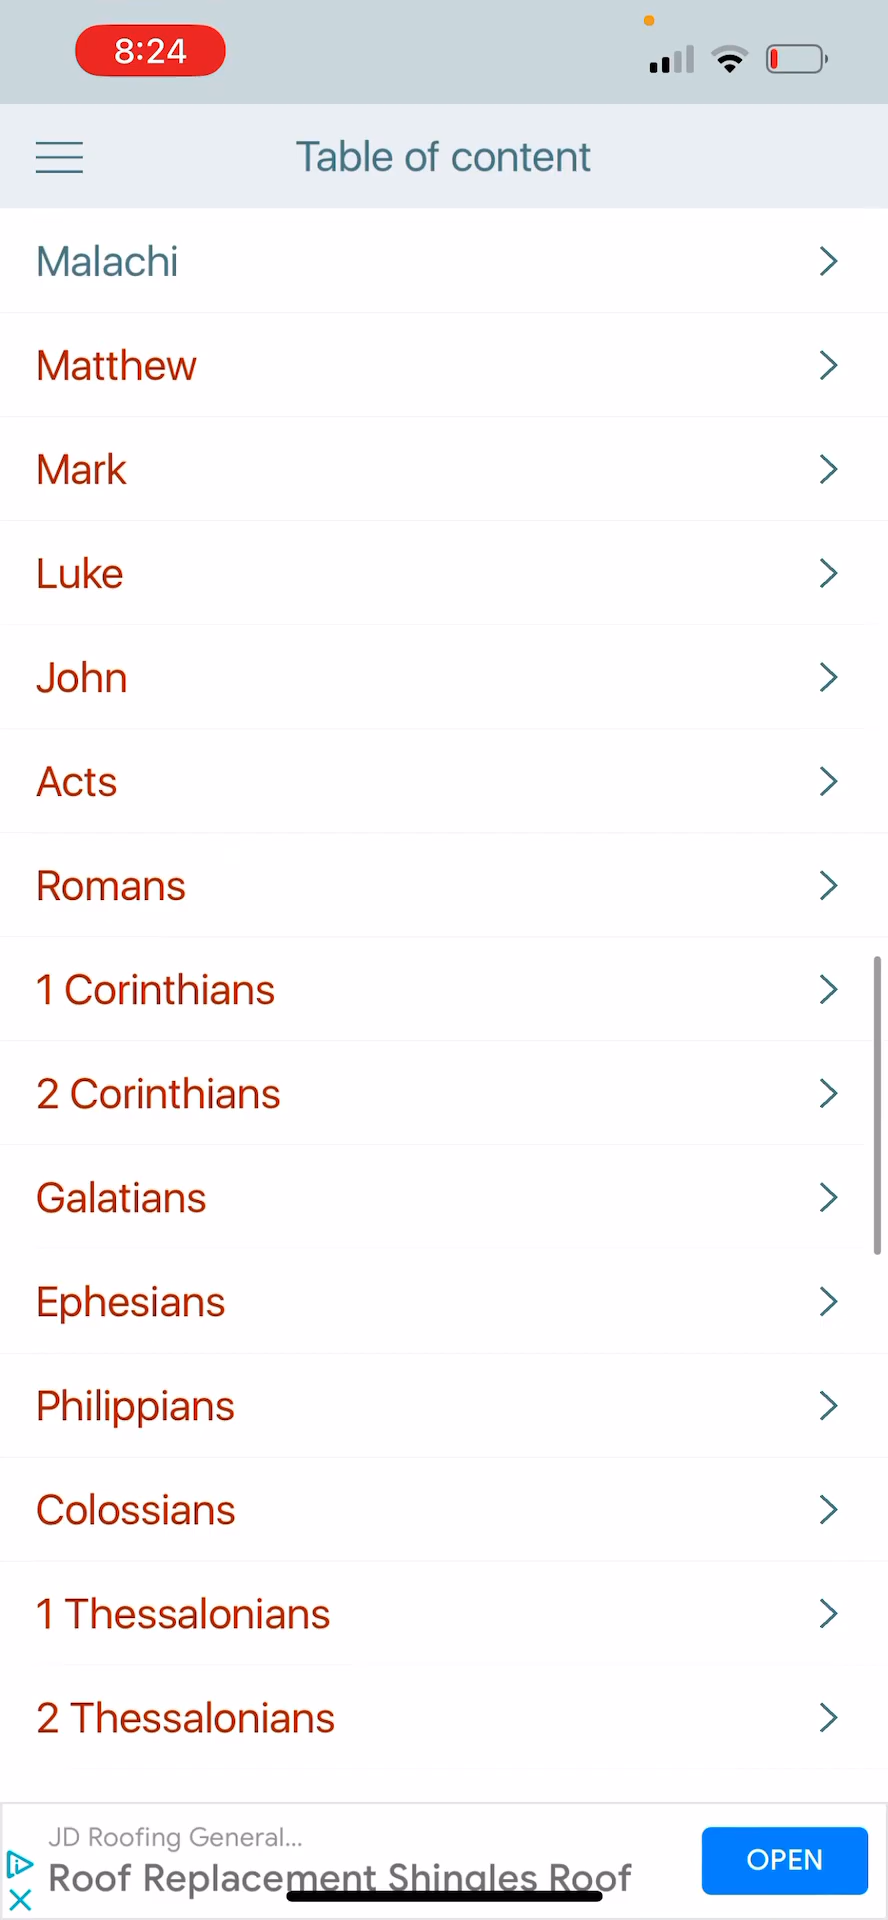 8:24
Table of content
Malachi
Matthew
Mark
Luke
John
Acts
Romans
1 Corinthians
2 Corinthians
Galatians
Ephesians
Philippians
Colossians
1 Thessalonians
2 Thessalonians
JD Roofing General...
Roof Replacement Shingles Roof
OPEN